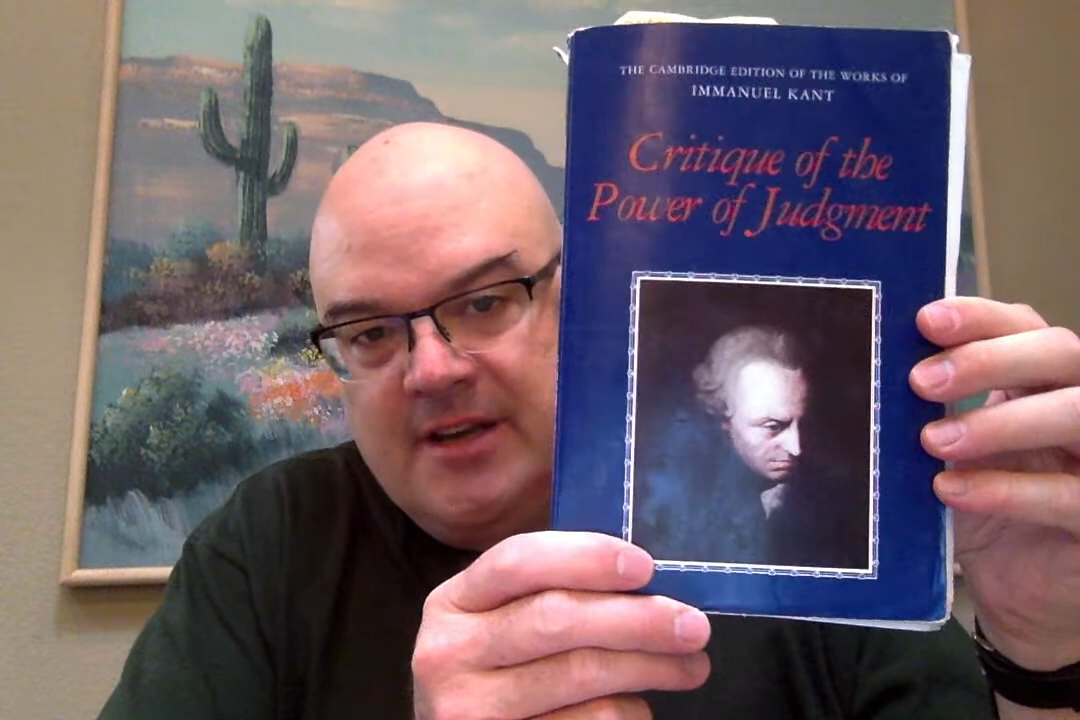 THE CAMBRIDGE EDITION OF THE WORKS OF
IMMANUEL KANT
Critique of the
Power of Judgment